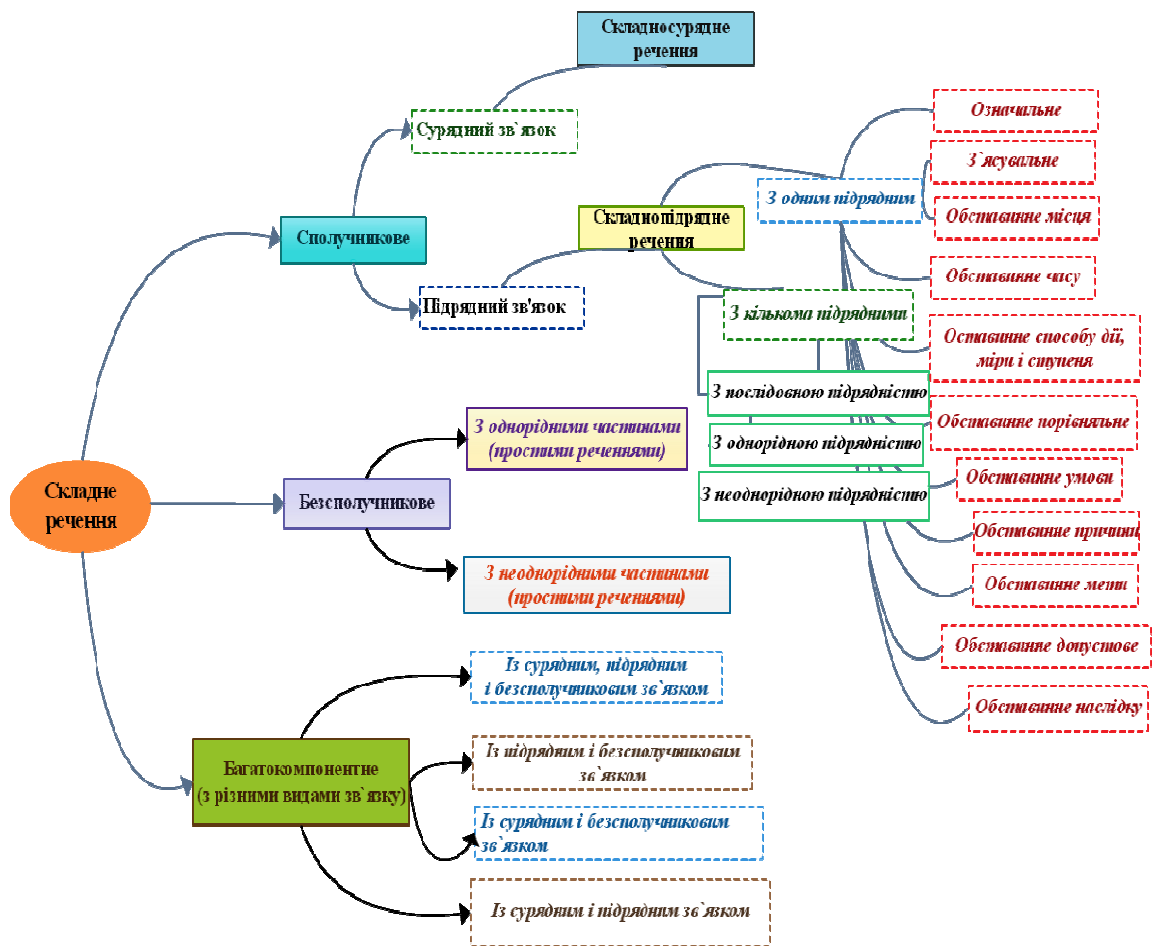 Складносурядне
речення
Означальне
Сурядний зв`язок
З`ясувальне
З одним підрядним
Обставинне місця
Складнопідрядне
речення
Сполучникове
Обставинне часу
Підрядний зв'язок
З кількома підрядними
Оставинне способу дії,
міри і ступеня
З послідовною підрядністю
Обставинне порівняльне
З однорідними частинами
(простими реченнями)
З однорідною підрядністю
Обставинне умови
З неоднорідною підрядністю
Складне
речення
Безсполучникове
Обставинне причини
З неоднорідними частинами
(простими реченнями)
Обставинне мети
Обставинне допустове
Із сурядним, підрядним
і безсполучниковим зв`язком
Обставинне наслідку
Багатокомпонентне
(з різними видами зв`язку)
Із підрядним і безсполучниковим
зв`язком
Із сурядним і безсполучниковим
зв`язком
Із сурядним і підрядним зв`язком